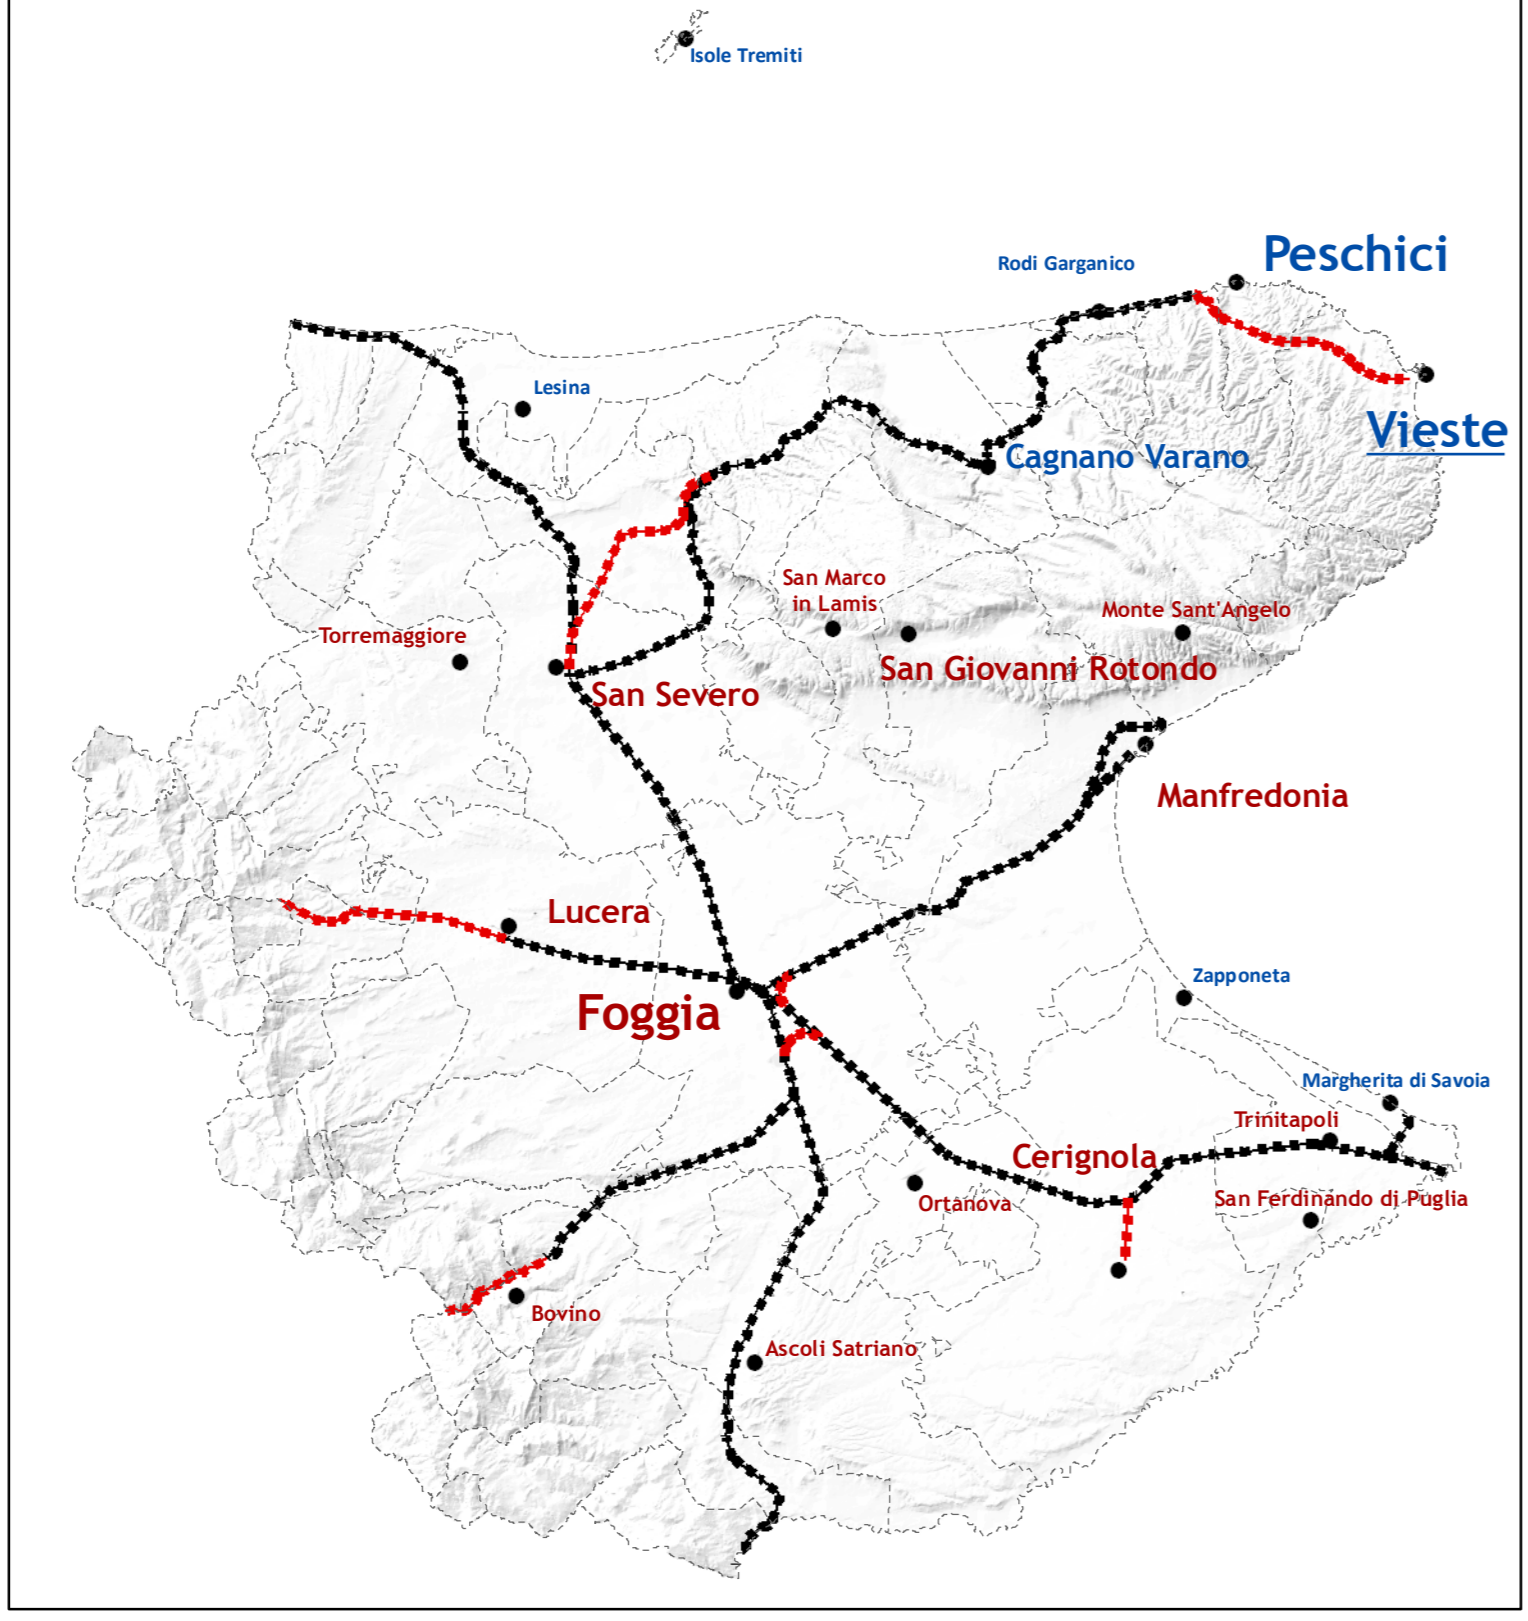 Isole Tremiti
Peschici
Rodi Garganico
Lesina
Vieste
Cagnano Varano
San Marco
in Lamis
Monte Sant'Angelo
Torremaggiore
San Giovanni Rotondo
San Severo
Manfredonia
Lucera
Zapponeta
Foggia
Margherita di Savoia
Trinitapoli
Cerignola
San Ferdinando di Puglia
Ortanova
Bovino
Ascoli Satriano